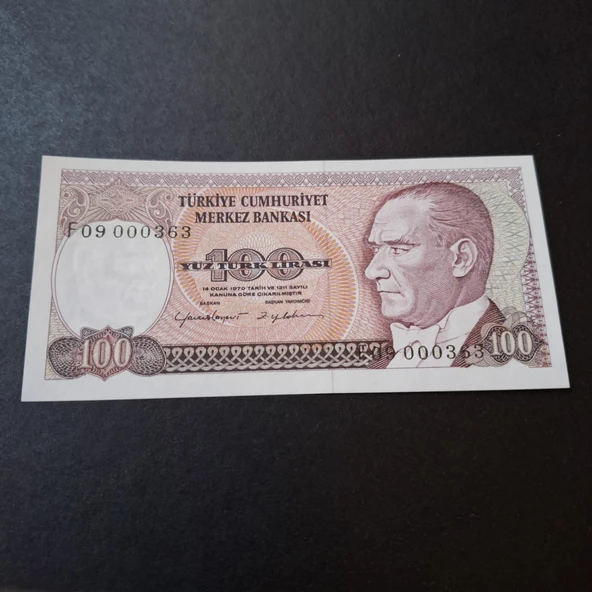 TÜRKİYE CUMHURİYET
MERKEZ BANKASI
F09 000363
100
YÜZ TÜRK LİRASI
14 OCAK 1970 TARİH VE 1211 SAYILI
KANUNA GÖRE ÇIKARILMIŞTIR
BAŞKAN BAŞKAN YARDIMCISI
100
F09 000363
100